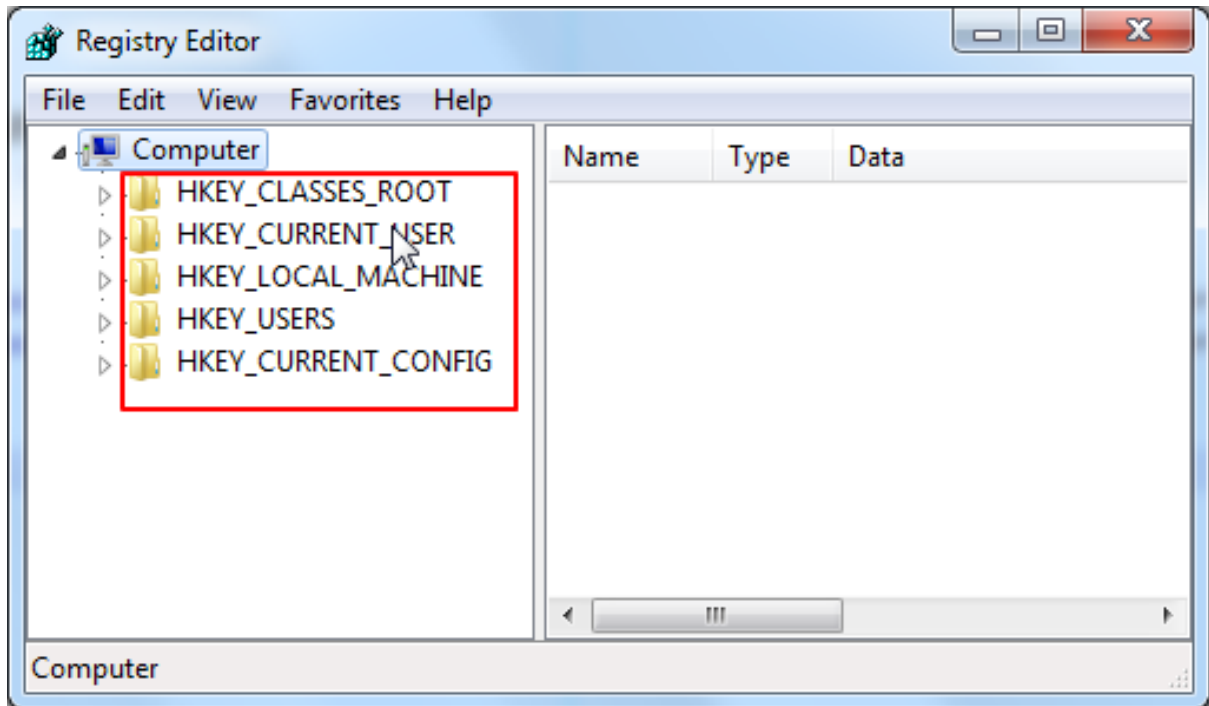 Registry Editor
File Edit View Favorites Help
Computer
HKEY_CLASSES_ROOT
HKEY_CURRENT_USER
HKEY_LOCAL_MACHINE
HKEY_USERS
HKEY_CURRENT_CONFIG
Name Type Data
Computer